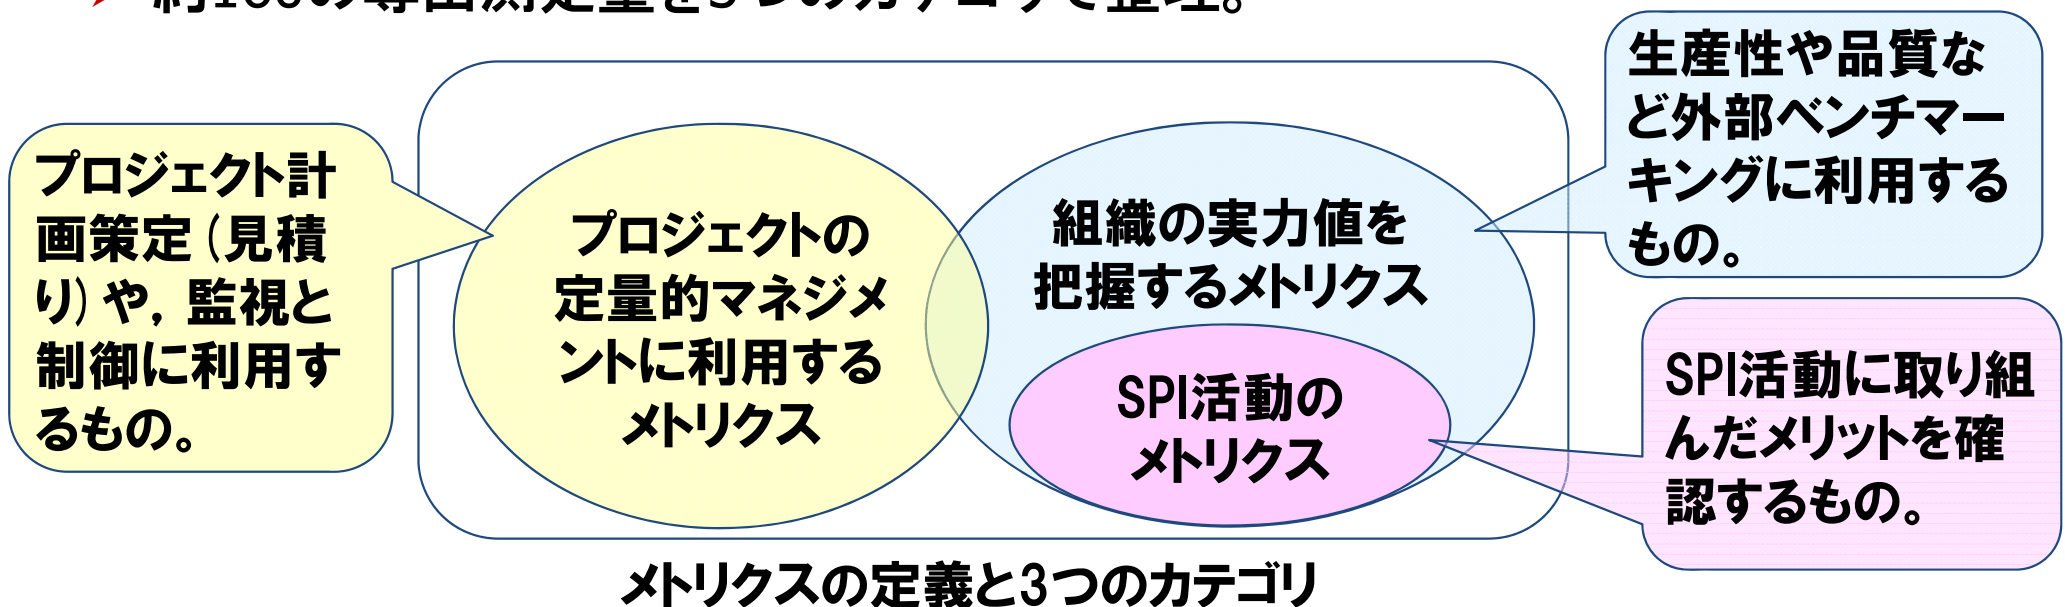 プロジェクト計
画策定(見積
り)や,監視と
制御に利用す
るもの。
プロジェクトの
定量的マネジメ
ントに利用する
メトリクス
組織の実力値を
把握するメトリクス
SPI活動の
メトリクス
生産性や品質な
ど外部ベンチマー
キングに利用する
もの。
SPI活動に取り組
んだメリットを確
認するもの。
メトリクスの定義と3つのカテゴリ